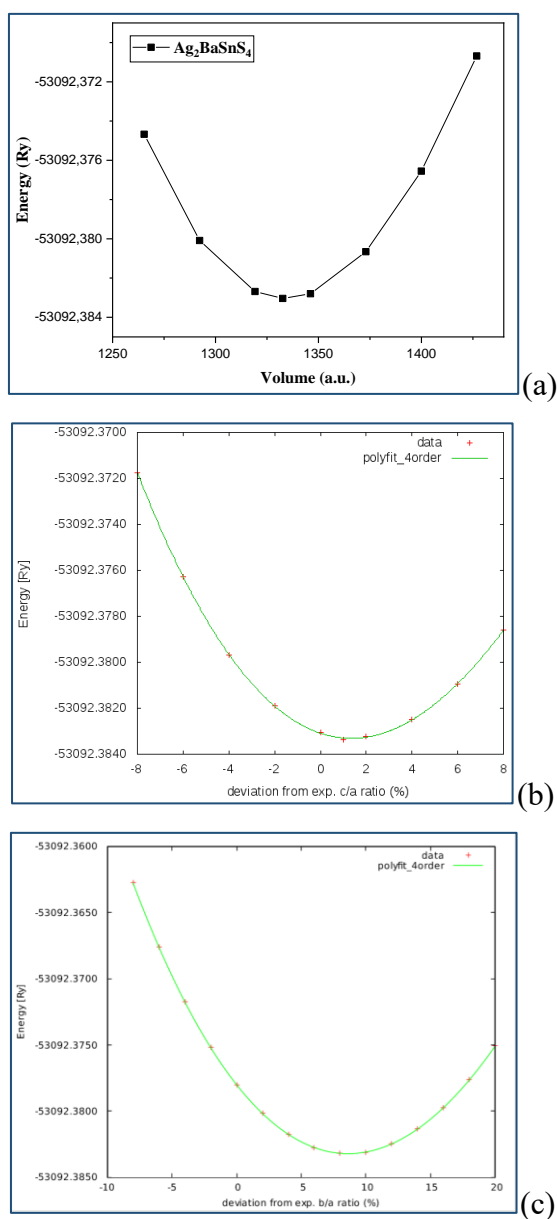 Ag₂BaSnS₄
-53092,372
-53092,376
-53092,380
-53092,384
Energy (Ry)
1250
1300
1350
1400
Volume (a.u.)
(a)
-53092.3700
-53092.3720
-53092.3740
-53092.3760
-53092.3780
-53092.3800
-53092.3820
-53092.3840
Energy [Ry]
data
polyfit_4order
-8 -6 -4 -2 0 2 4 6 8
deviation from exp. c/a ratio (%)
(b)
-53092.3600
-53092.3650
-53092.3700
-53092.3750
-53092.3800
-53092.3850
Energy [Ry]
data
polyfit_4order
-10 -5 0 5 10 15 20
deviation from exp. b/a ratio (%)
(c)